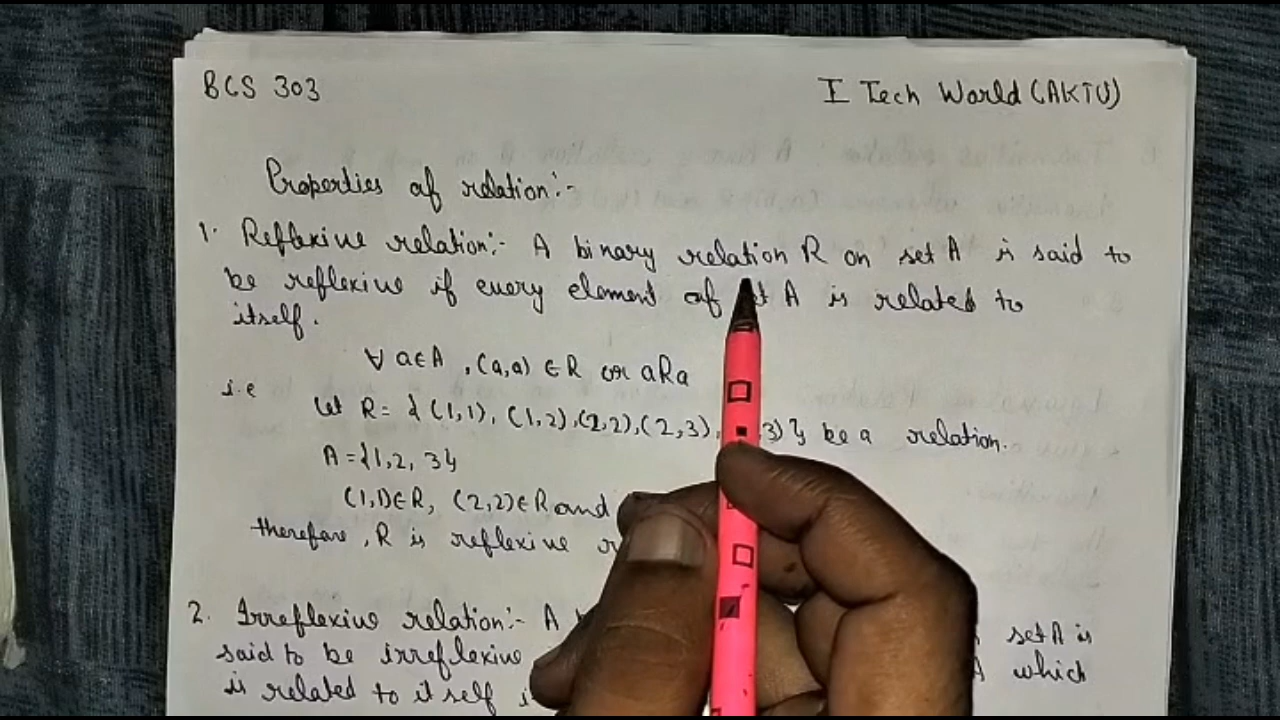 BCS 303
I Tech World (AKTU)
Properties of relation:-
1. Reflexive relation:- A binary relation R on set A is said to
be reflexive if every element of A is related to
itself.
∀ a∈A , (a,a) ∈ R or aRa
i.e
let R = { (1,1), (1,2), (2,2), (2,3), ,3)} be a relation.
A = {1, 2, 3}
(1,1)∈R, (2,2)∈R and
therefore, R is reflexive
2. Irreflexive relation:- A set A is
said to be irreflexive A which
is related to itself